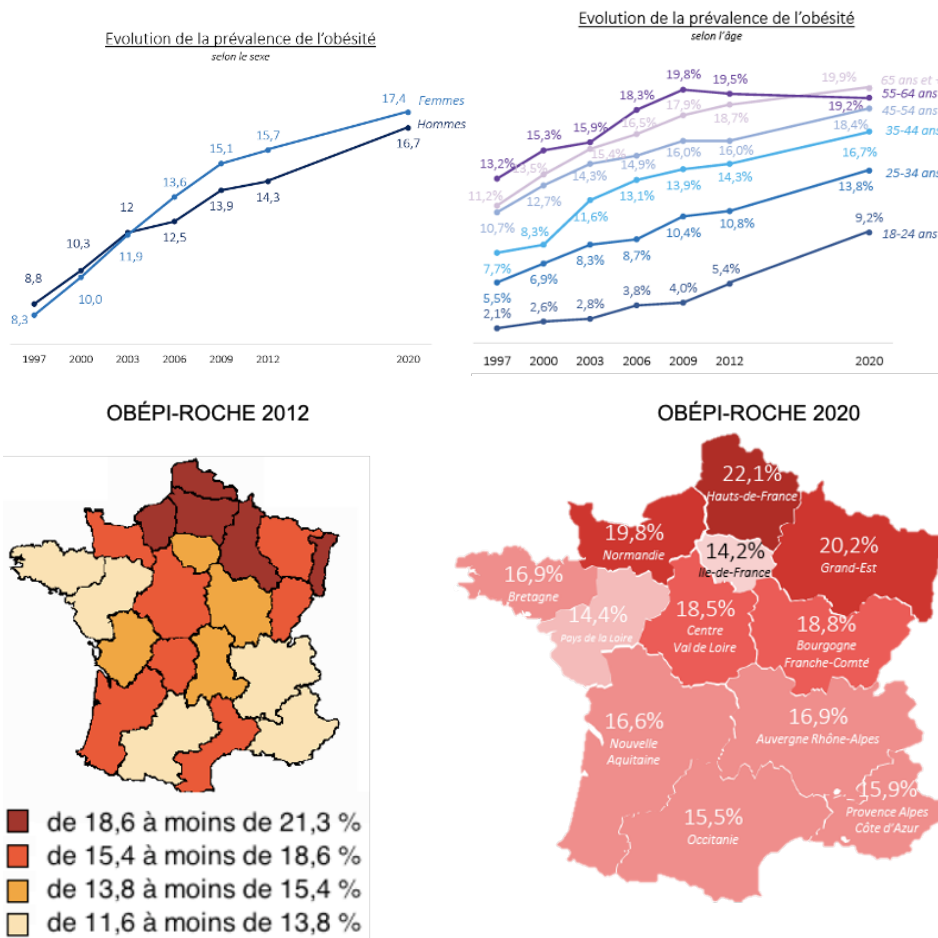 Evolution de la prévalence de l'obésité
selon le sexe
17,4
Femmes
Hommes
16,7
15,7
15,1
14,3
13,9
13,6
12,5
12
11,9
10,3
10,0
8,8
8,3
1997 2000 2003 2006 2009 2012 2020
Evolution de la prévalence de l'obésité
selon l'âge
19,9% 65 ans et
19,8% 19,5%
55-64 ans
19,2%
18,3% 17,9% 18,7%
45-54 ans
18,4%
15,3% 15,9% 16,5%
35-44 ans
16,7%
13,2% 13,5% 15,4% 14,9% 16,0% 16,0%
14,3%
25-34 ans
13,8%
11,2% 12,7% 13,1% 13,9% 14,3%
10,7% 11,6%
9,2% 18-24 ans
7,7% 8,3% 8,3% 8,7% 10,4% 10,8%
5,5% 6,9%
2,1% 2,6% 2,8% 3,8% 4,0% 5,4%
1997 2000 2003 2006 2009 2012 2020
OBÉPI-ROCHE 2012
de 18,6 à moins de 21,3 %
de 15,4 à moins de 18,6 %
de 13,8 à moins de 15,4 %
de 11,6 à moins de 13,8 %
OBÉPI-ROCHE 2020
22,1%
Hauts-de-France
19,8%
Normandie
14,2%
Ile-de-France
20,2%
Grand-Est
16,9%
Bretagne
14,4%
Pays de la Loire
18,5%
Centre
Val de Loire
18,8%
Bourgogne
Franche-Comté
16,6%
Nouvelle
Aquitaine
16,9%
Auvergne Rhône-Alpes
15,9%
Provence Alpes
Côte d'Azur
15,5%
Occitanie